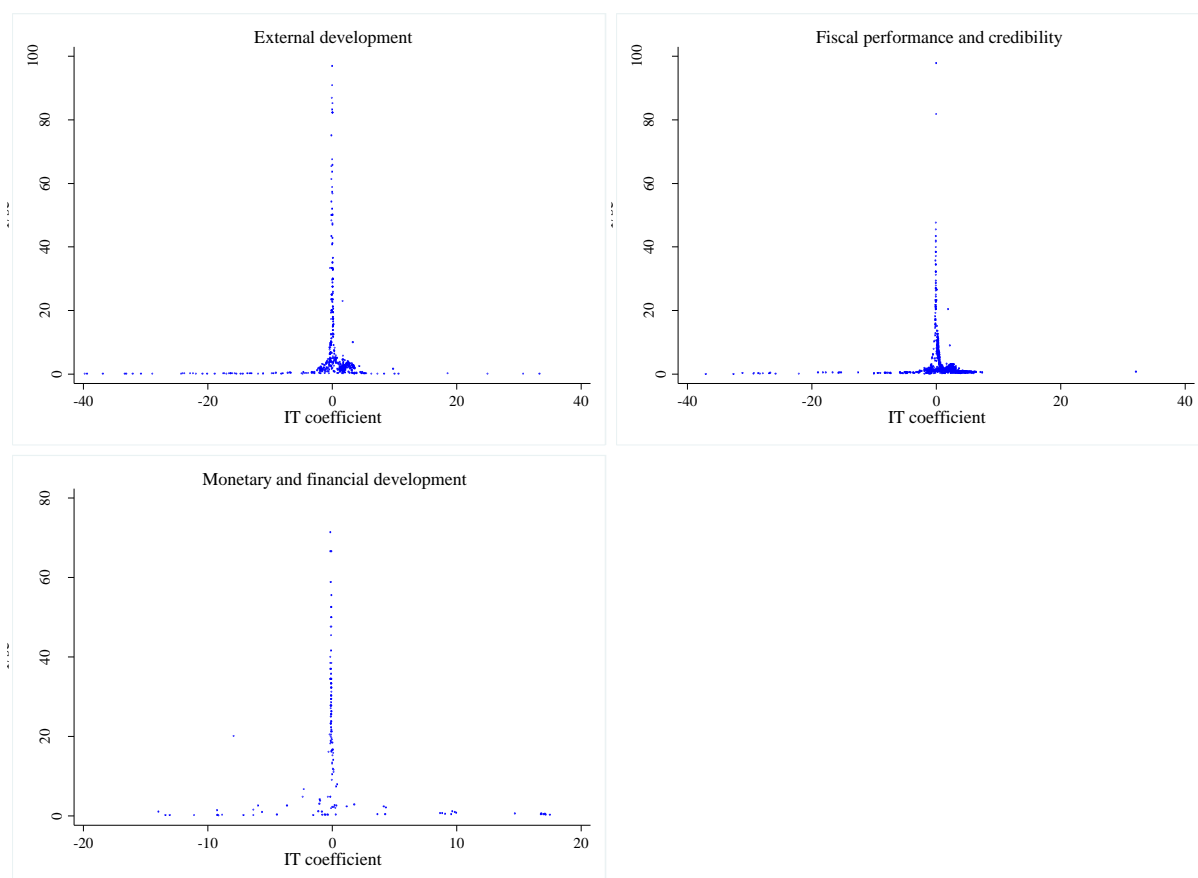 External development
100
80
60
40
20
0
-40 -20 0 20 40
IT coefficient
Fiscal performance and credibility
100
80
60
40
20
0
-40 -20 0 20 40
IT coefficient
Monetary and financial development
80
60
40
20
0
-20 -10 0 10 20
IT coefficient